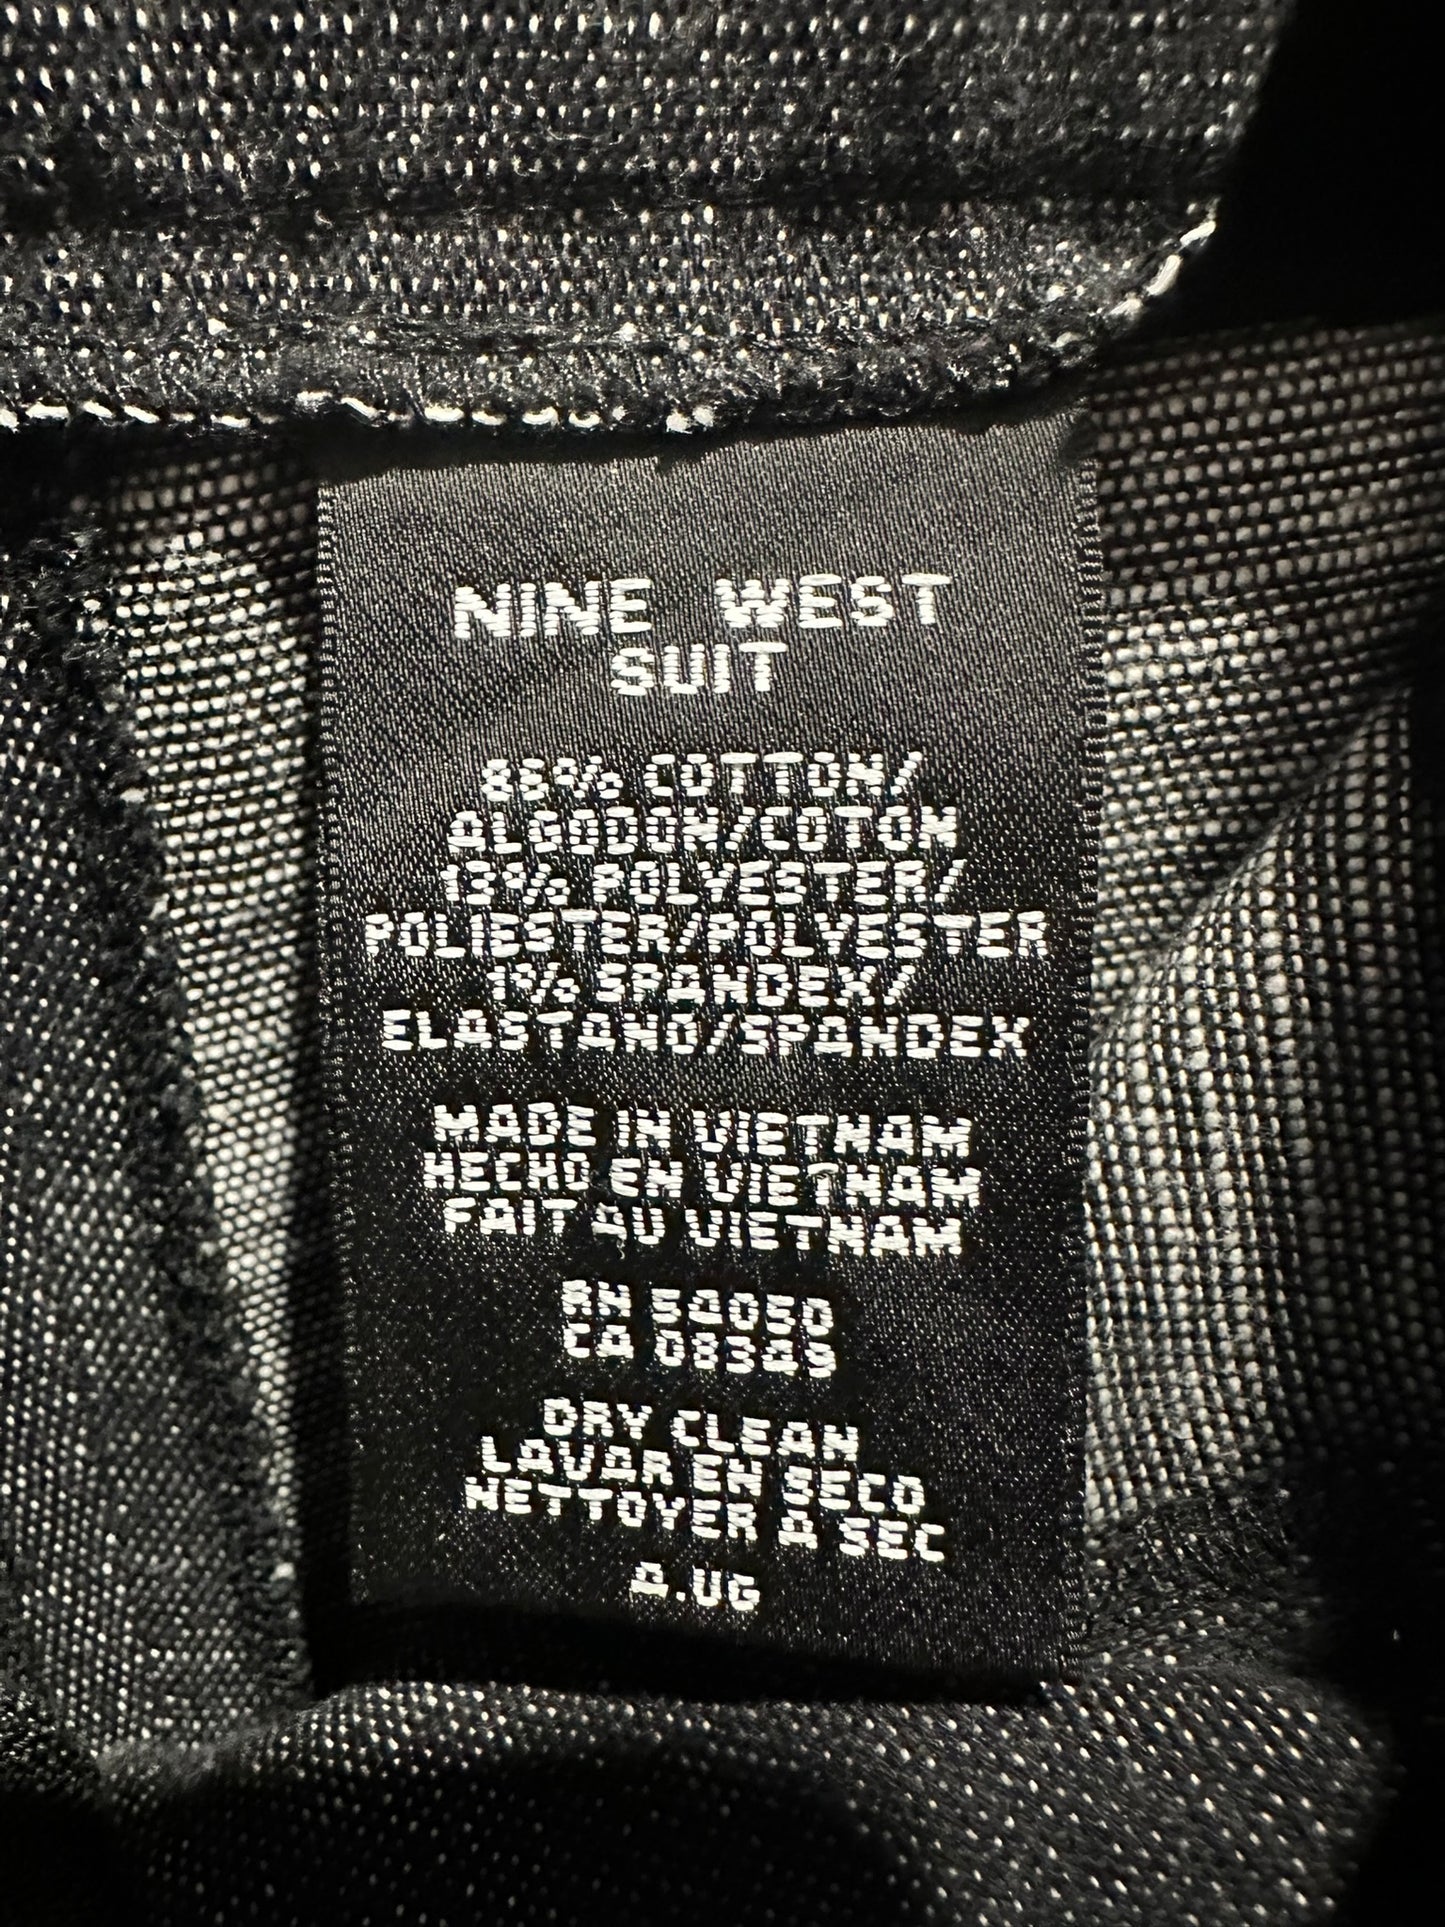 NINE WEST
SUIT
86% COTTON/
ALGODON/COTON
13% POLYESTER/
POLIESTER/POLYESTER
1% SPANDEX/
ELASTANO/SPANDEX
MADE IN VIETNAM
HECHO EN VIETNAM
FAIT AU VIETNAM
RN 54050
CA 08349
DRY CLEAN
LAVAR EN SECO
NETTOYER A SEC
A.UG